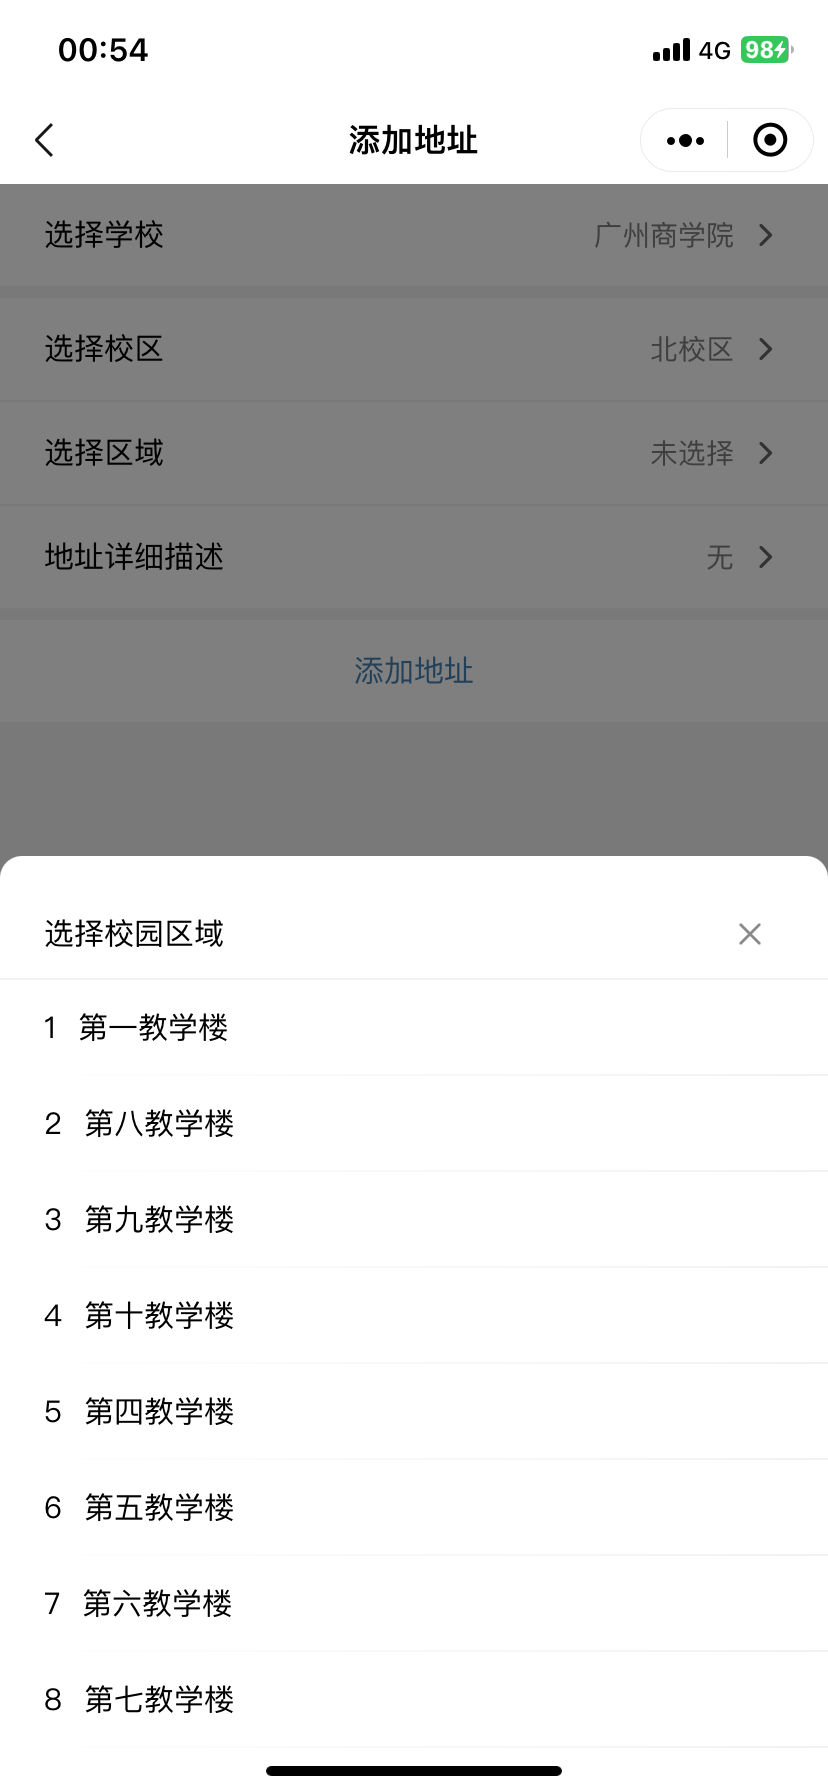 00:54 4G 98
添加地址
选择学校 广州商学院
选择校区 北校区
选择区域 未选择
地址详细描述 无
添加地址
选择校园区域
1 第一教学楼
2 第八教学楼
3 第九教学楼
4 第十教学楼
5 第四教学楼
6 第五教学楼
7 第六教学楼
8 第七教学楼